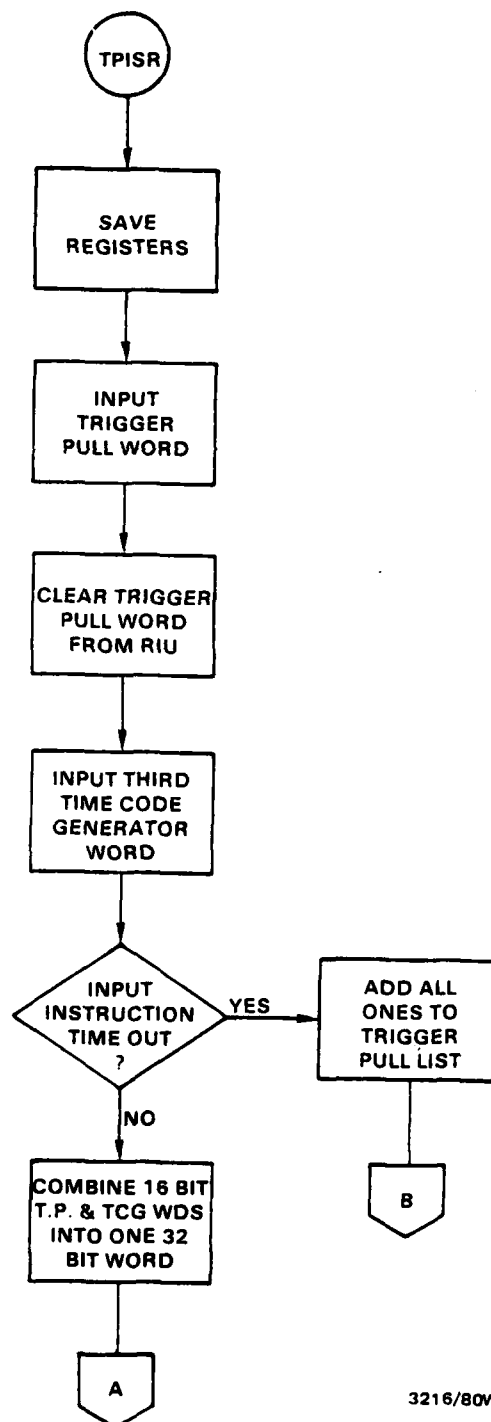 TPISR
SAVE
REGISTERS
INPUT
TRIGGER
PULL WORD
CLEAR TRIGGER
PULL WORD
FROM RIU
INPUT THIRD
TIME CODE
GENERATOR
WORD
INPUT
INSTRUCTION
TIME OUT
?
YES
ADD ALL
ONES TO
TRIGGER
PULL LIST
NO
COMBINE 16 BIT
T.P. & TCG WDS
INTO ONE 32
BIT WORD
B
A
3216/80W